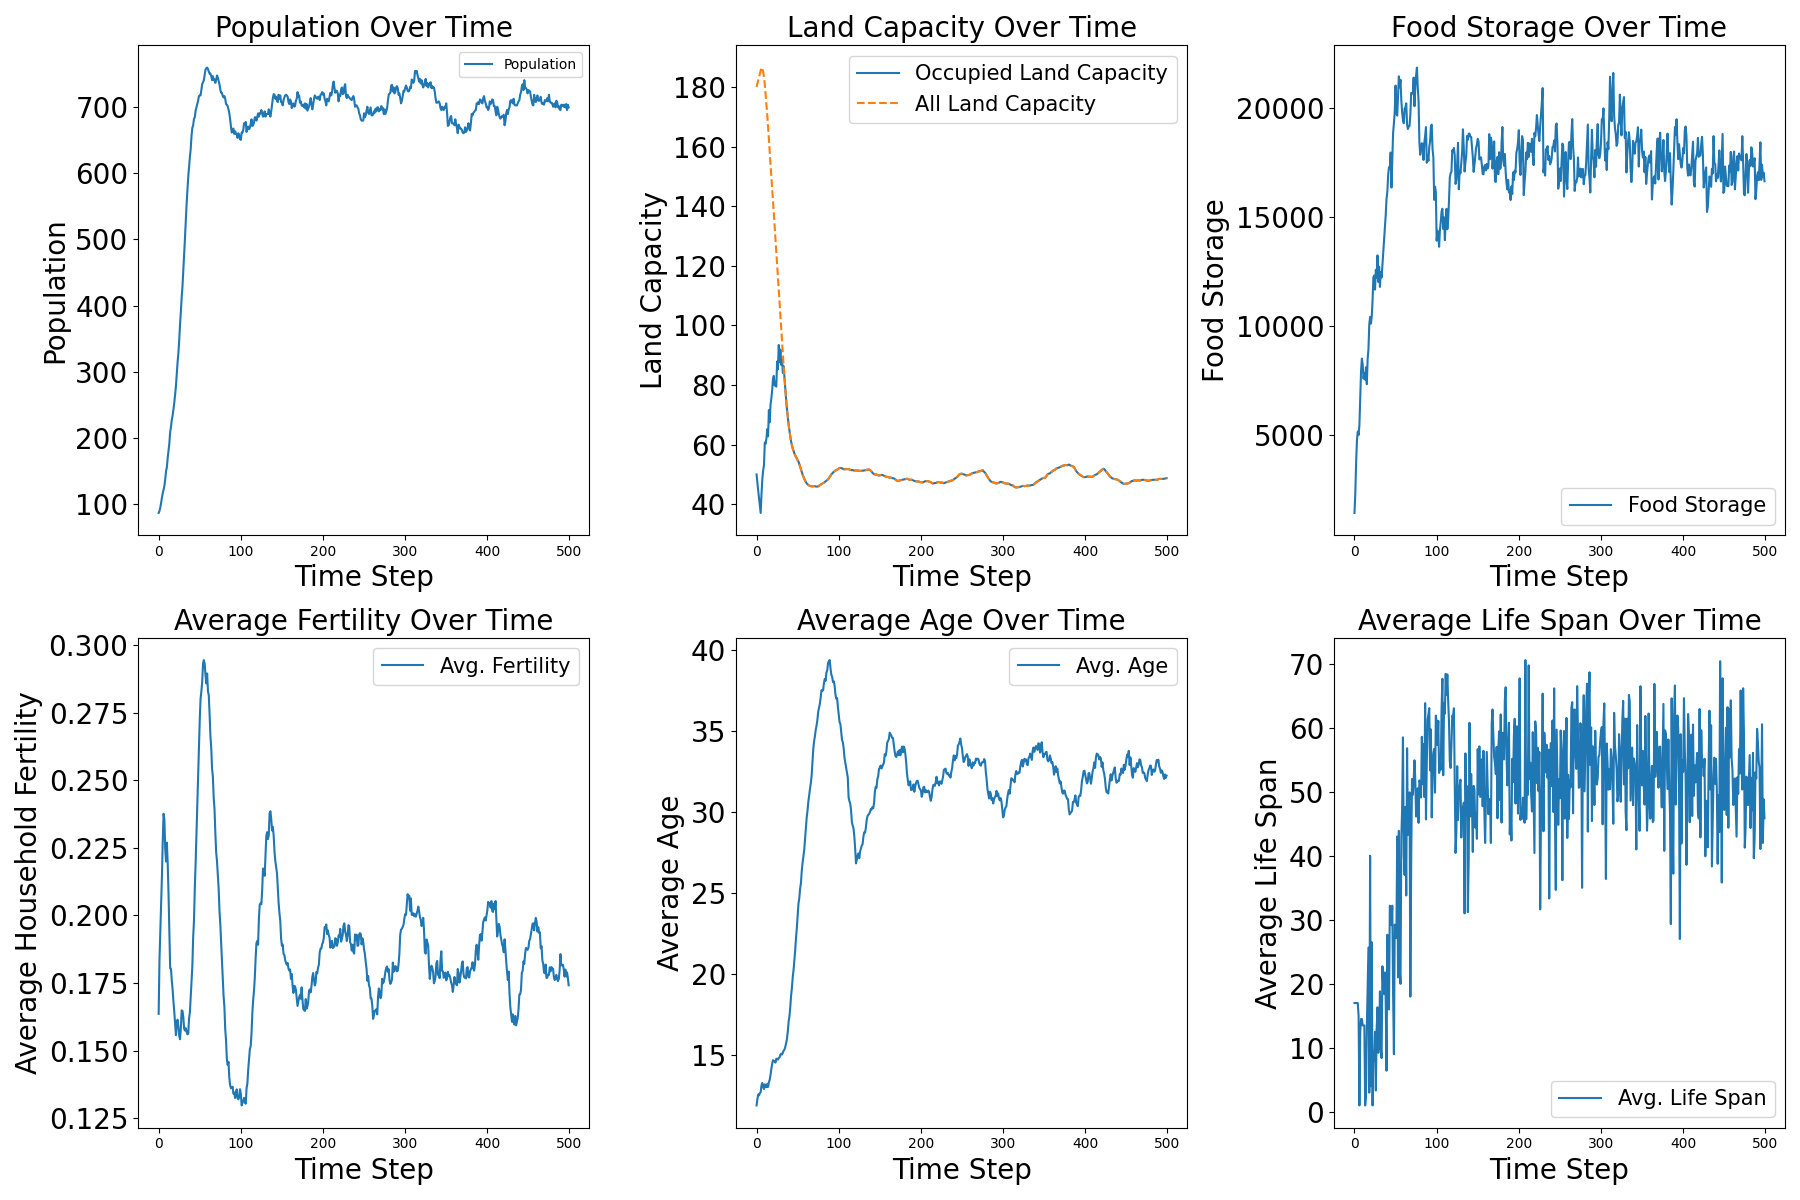 Population Over Time
Population
700
600
500
400
300
200
100
Population
0 100 200 300 400 500
Time Step
Land Capacity Over Time
Occupied Land Capacity
All Land Capacity
180
160
140
120
100
80
60
40
Land Capacity
0 100 200 300 400 500
Time Step
Food Storage Over Time
20000
15000
10000
5000
Food Storage
Food Storage
0 100 200 300 400 500
Time Step
Average Fertility Over Time
Avg. Fertility
0.300
0.275
0.250
0.225
0.200
0.175
0.150
0.125
Average Household Fertility
0 100 200 300 400 500
Time Step
Average Age Over Time
Avg. Age
40
35
30
25
20
15
Average Age
0 100 200 300 400 500
Time Step
Average Life Span Over Time
70
60
50
40
30
20
10
0
Average Life Span
Avg. Life Span
0 100 200 300 400 500
Time Step